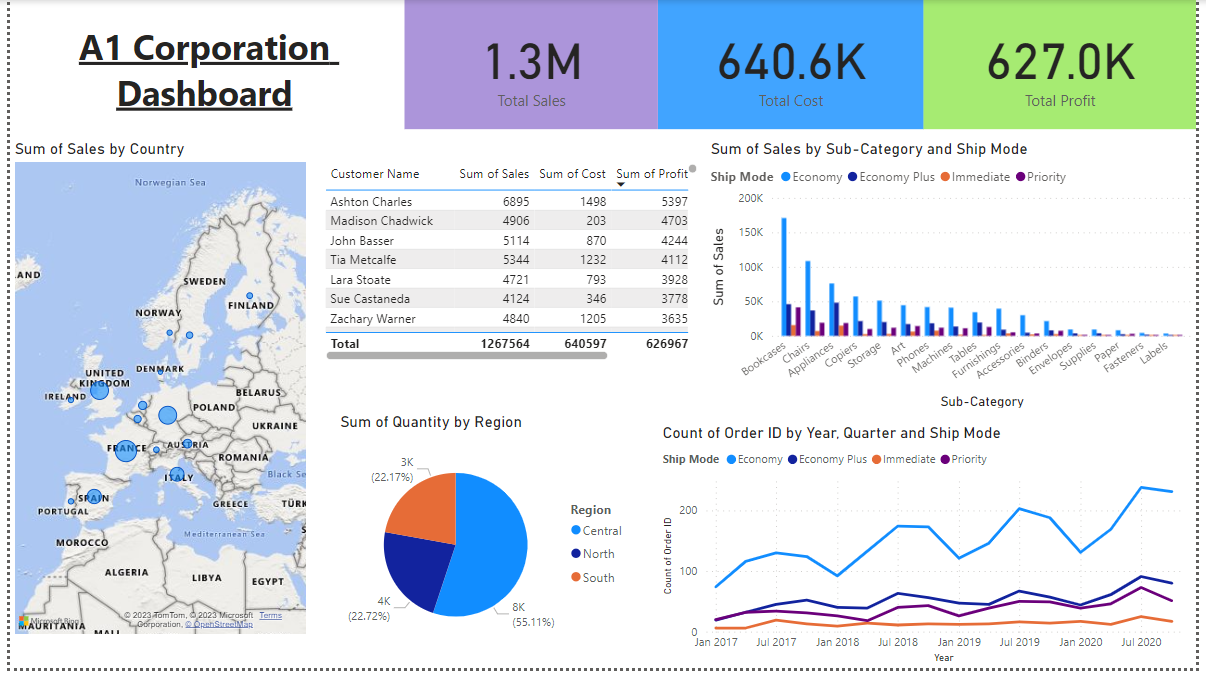 A1 Corporation
Dashboard
1.3M
Total Sales
640.6K
Total Cost
627.0K
Total Profit
Sum of Sales by Country
Norwegian Sea
AND
SWEDEN
FINLAND
NORWAY
DENMARK
UNITED
KINGDOM
IRELAND
BELARUS
POLAND
UKRAINE
FRANCE
AUSTRIA
ROMANIA
ITALY
Black Se
SPAIN
PORTUGAL
GREECE
TÜRK
Mediterranean Sea
MOROCCO
ALGERIA
LIBYA
EGYPT
Microsoft Bing
© 2023 TomTom, © 2023 Microsoft Terms
Corporation, © OpenStreetMap
MAURITANIA
MALI
Customer Name Sum of Sales Sum of Cost Sum of Profit
Ashton Charles 6895 1498 5397
Madison Chadwick 4906 203 4703
John Basser 5114 870 4244
Tia Metcalfe 5344 1232 4112
Lara Stoate 4721 793 3928
Sue Castaneda 4124 346 3778
Zachary Warner 4840 1205 3635
Total 1267564 640597 626967
Sum of Sales by Sub-Category and Ship Mode
Ship Mode Economy Economy Plus Immediate Priority
Sum of Sales
200K
150K
100K
50K
0K
Bookcases
Chairs
Appliances
Copiers
Storage
Art
Phones
Machines
Tables
Furnishings
Accessories
Binders
Envelopes
Supplies
Paper
Fasteners
Labels
Sub-Category
Sum of Quantity by Region
3K
(22.17%)
4K
(22.72%)
8K
(55.11%)
Region
Central
North
South
Count of Order ID by Year, Quarter and Ship Mode
Ship Mode Economy Economy Plus Immediate Priority
Count of Order ID
200
100
0
Jan 2017 Jul 2017 Jan 2018 Jul 2018 Jan 2019 Jul 2019 Jan 2020 Jul 2020
Year